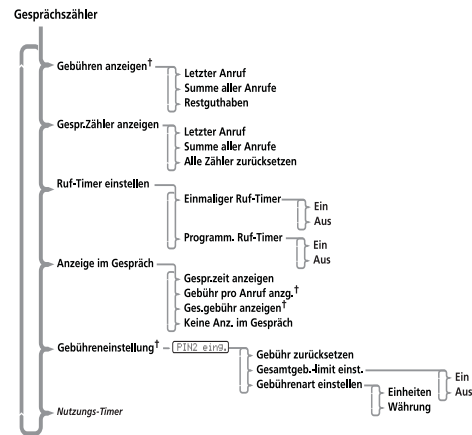 Gesprächszähler
Gebühren anzeigen†
Letzter Anruf
Summe aller Anrufe
Restguthaben
Gespr.Zähler anzeigen
Letzter Anruf
Summe aller Anrufe
Alle Zähler zurücksetzen
Ruf-Timer einstellen
Einmaliger Ruf-Timer
Ein
Aus
Programm. Ruf-Timer
Ein
Aus
Anzeige im Gespräch
Gespr.zeit anzeigen
Gebühr pro Anruf anzg.†
Ges.gebühr anzeigen†
Keine Anz. im Gespräch
Gebühreneinstellung†
PIN2 eing.
Gebühr zurücksetzen
Gesamtgeb.-limit einst.
Ein
Aus
Gebührenart einstellen
Einheiten
Währung
Nutzungs-Timer